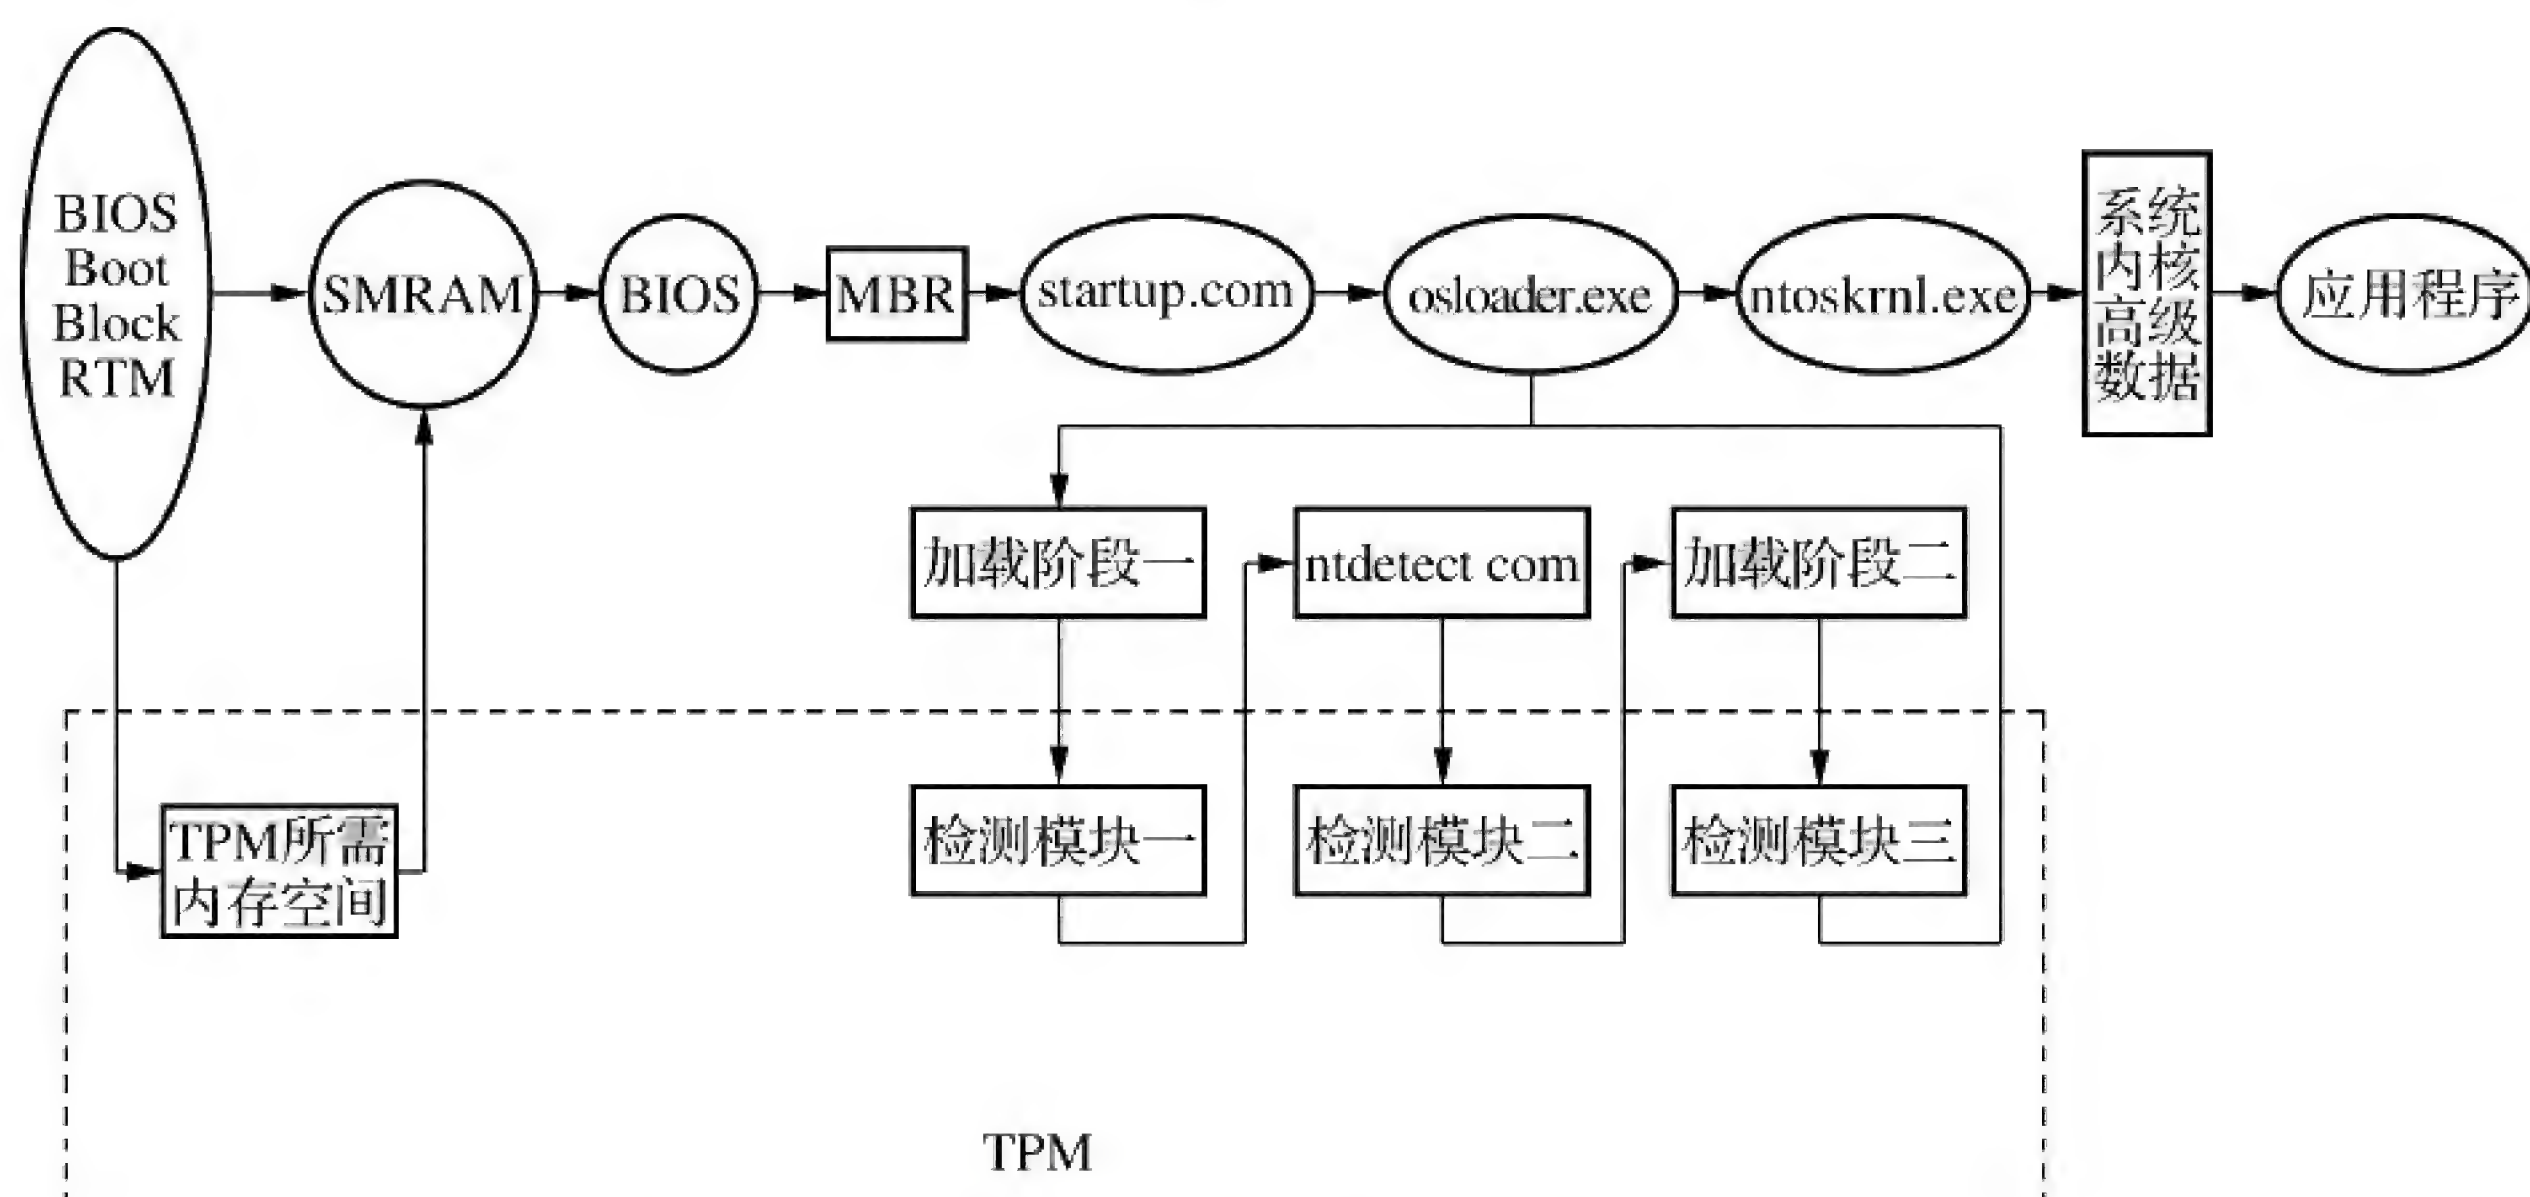 BIOS
Boot
Block
RTM
SMRAM
BIOS
MBR
startup.com
osloader.exe
ntoskrnl.exe
系统
内核
高级
数据
应用程序
加载阶段一
ntdetect com
加载阶段二
TPM所需
内存空间
检测模块一
检测模块二
检测模块三
TPM